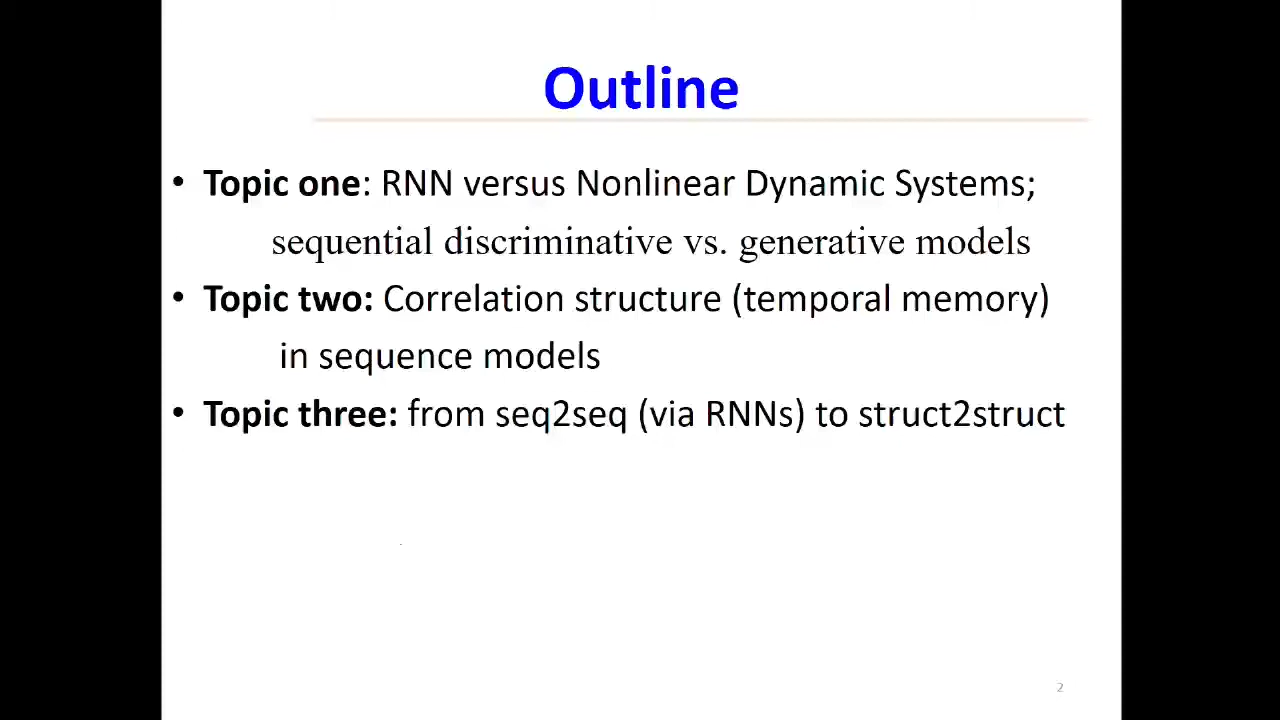 Outline
• Topic one: RNN versus Nonlinear Dynamic Systems;
sequential discriminative vs. generative models
• Topic two: Correlation structure (temporal memory)
in sequence models
• Topic three: from seq2seq (via RNNs) to struct2struct
2